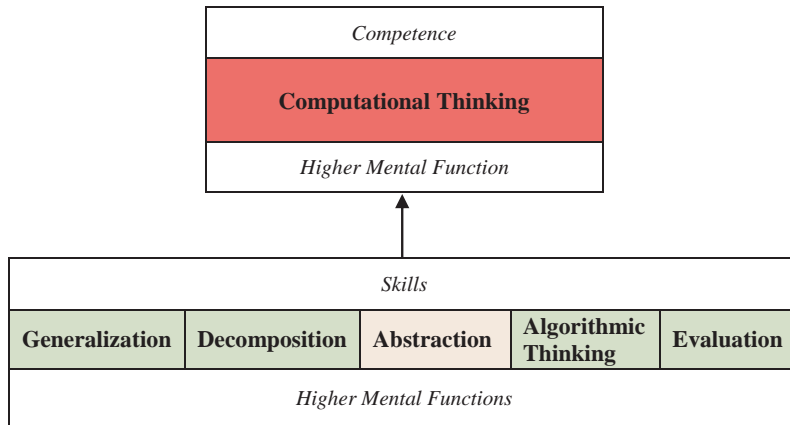 Competence
Computational Thinking
Higher Mental Function
Skills
Generalization
Decomposition
Abstraction
Algorithmic
Thinking
Evaluation
Higher Mental Functions